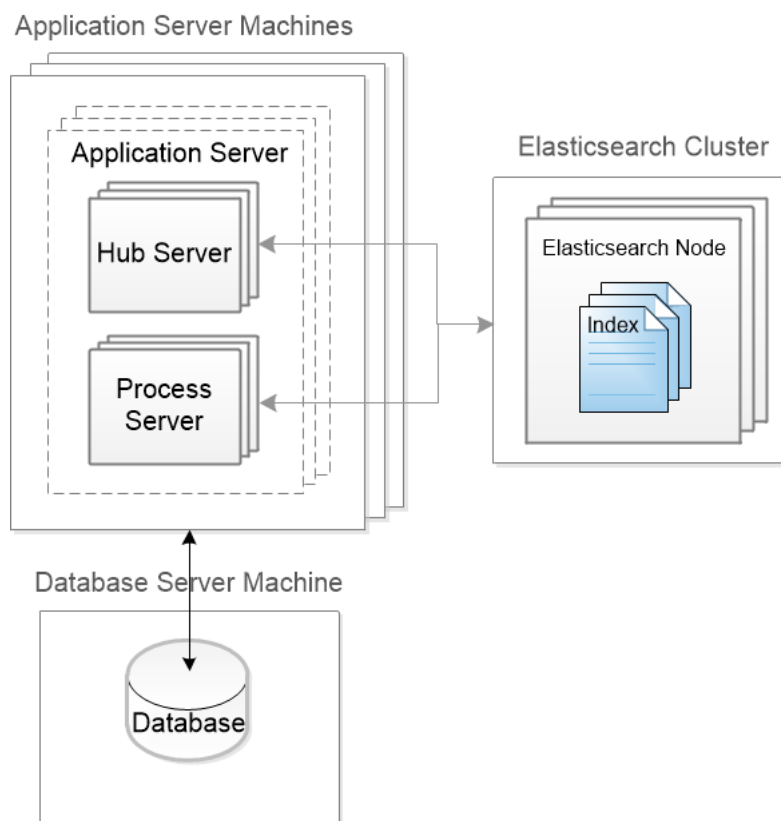 Application Server Machines
Application Server
Hub Server
Process
Server
Elasticsearch Cluster
Elasticsearch Node
Index
Database Server Machine
Database